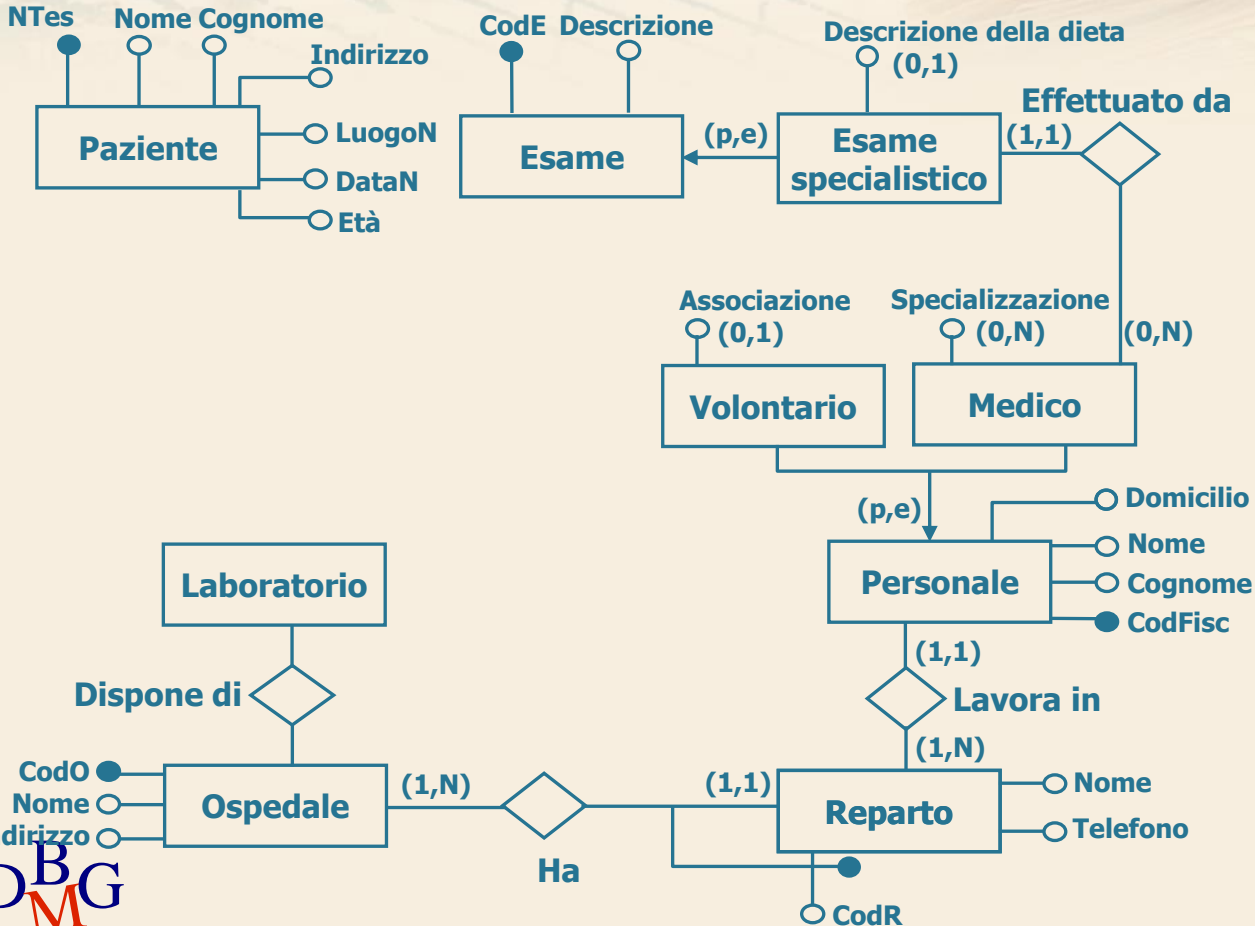 NTes
Nome Cognome
Indirizzo
Paziente
LuogoN
DataN
Età
CodE Descrizione
Esame
(p,e)
Descrizione della dieta
(0,1)
Esame
specialistico
(1,1)
Effettuato da
(0,N)
Associazione
(0,1)
Volontario
Specializzazione
(0,N)
Medico
(p,e)
Personale
Domicilio
Nome
Cognome
CodFisc
(1,1)
Lavora in
(1,N)
Laboratorio
Dispone di
CodO
Nome
dirizzo
Ospedale
(1,N)
Ha
(1,1)
Reparto
Nome
Telefono
CodR
DBMG